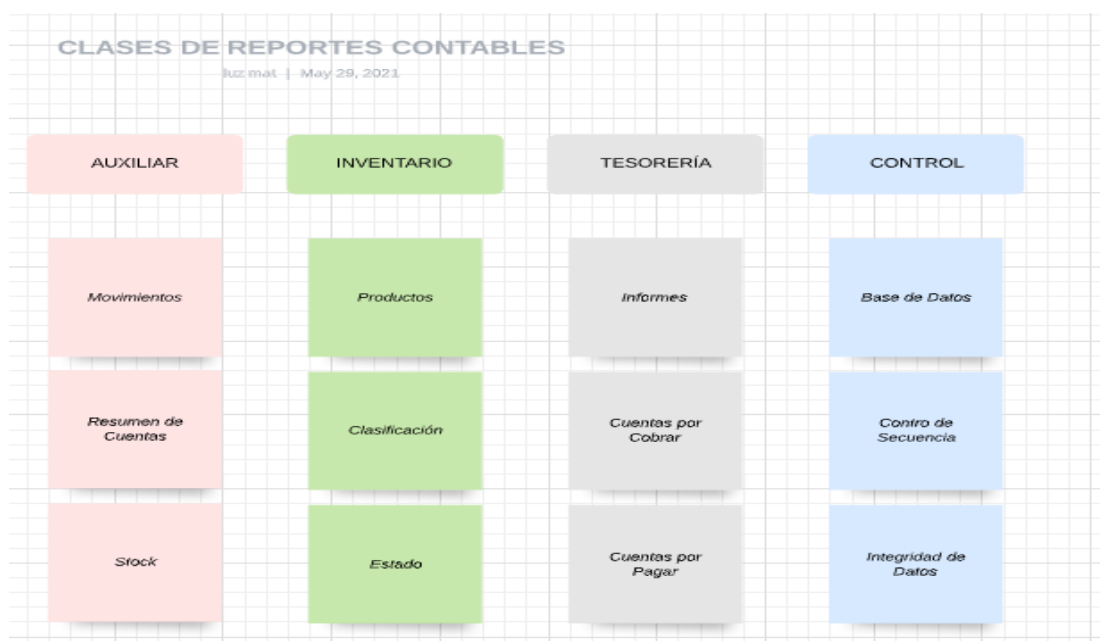 CLASES DE REPORTES CONTABLES
luz mat | May 29, 2021
AUXILIAR
INVENTARIO
TESORERÍA
CONTROL
Movimientos
Productos
Informes
Base de Datos
Resumen de
Cuentas
Clasificación
Cuentas por
Cobrar
Contro de
Secuencia
Stock
Estado
Cuentas por
Pagar
Integridad de
Datos